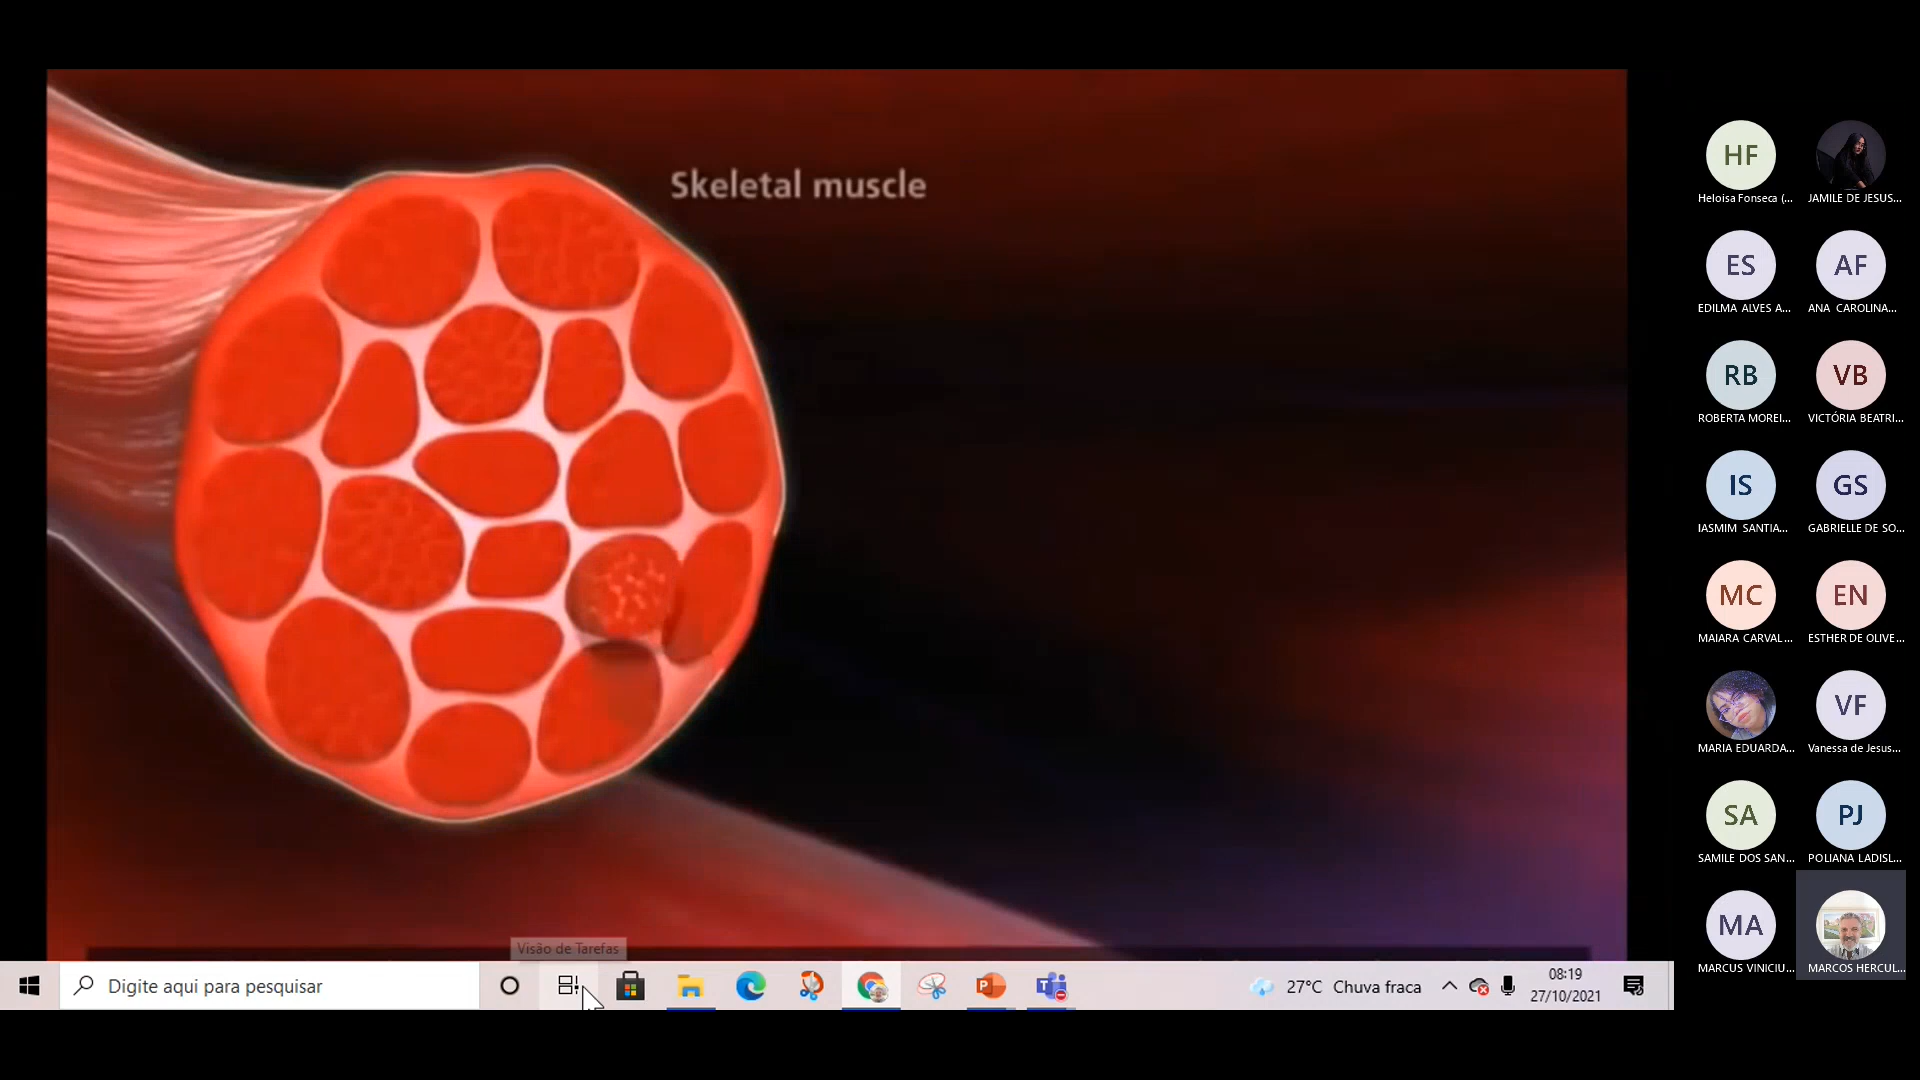 Skeletal muscle
HF
Heloisa Fonseca (...
JAMILE DE JESUS...
ES
EDILMA ALVES A...
AF
ANA CAROLINA...
RB
ROBERTA MOREI...
VB
VICTÓRIA BEATRI...
IS
IASMIM SANTIA...
GS
GABRIELLE DE SO...
MC
MAIARA CARVAL...
EN
ESTHER DE OLIVE...
MARIA EDUARDA...
VF
Vanessa de Jesus...
SA
SAMILE DOS SAN...
PJ
POLIANA LADISL...
MA
MARCUS VINICIU...
MARCOS HERCUL...
Visão de Tarefas
Digite aqui para pesquisar
27°C Chuva fraca
08:19
27/10/2021